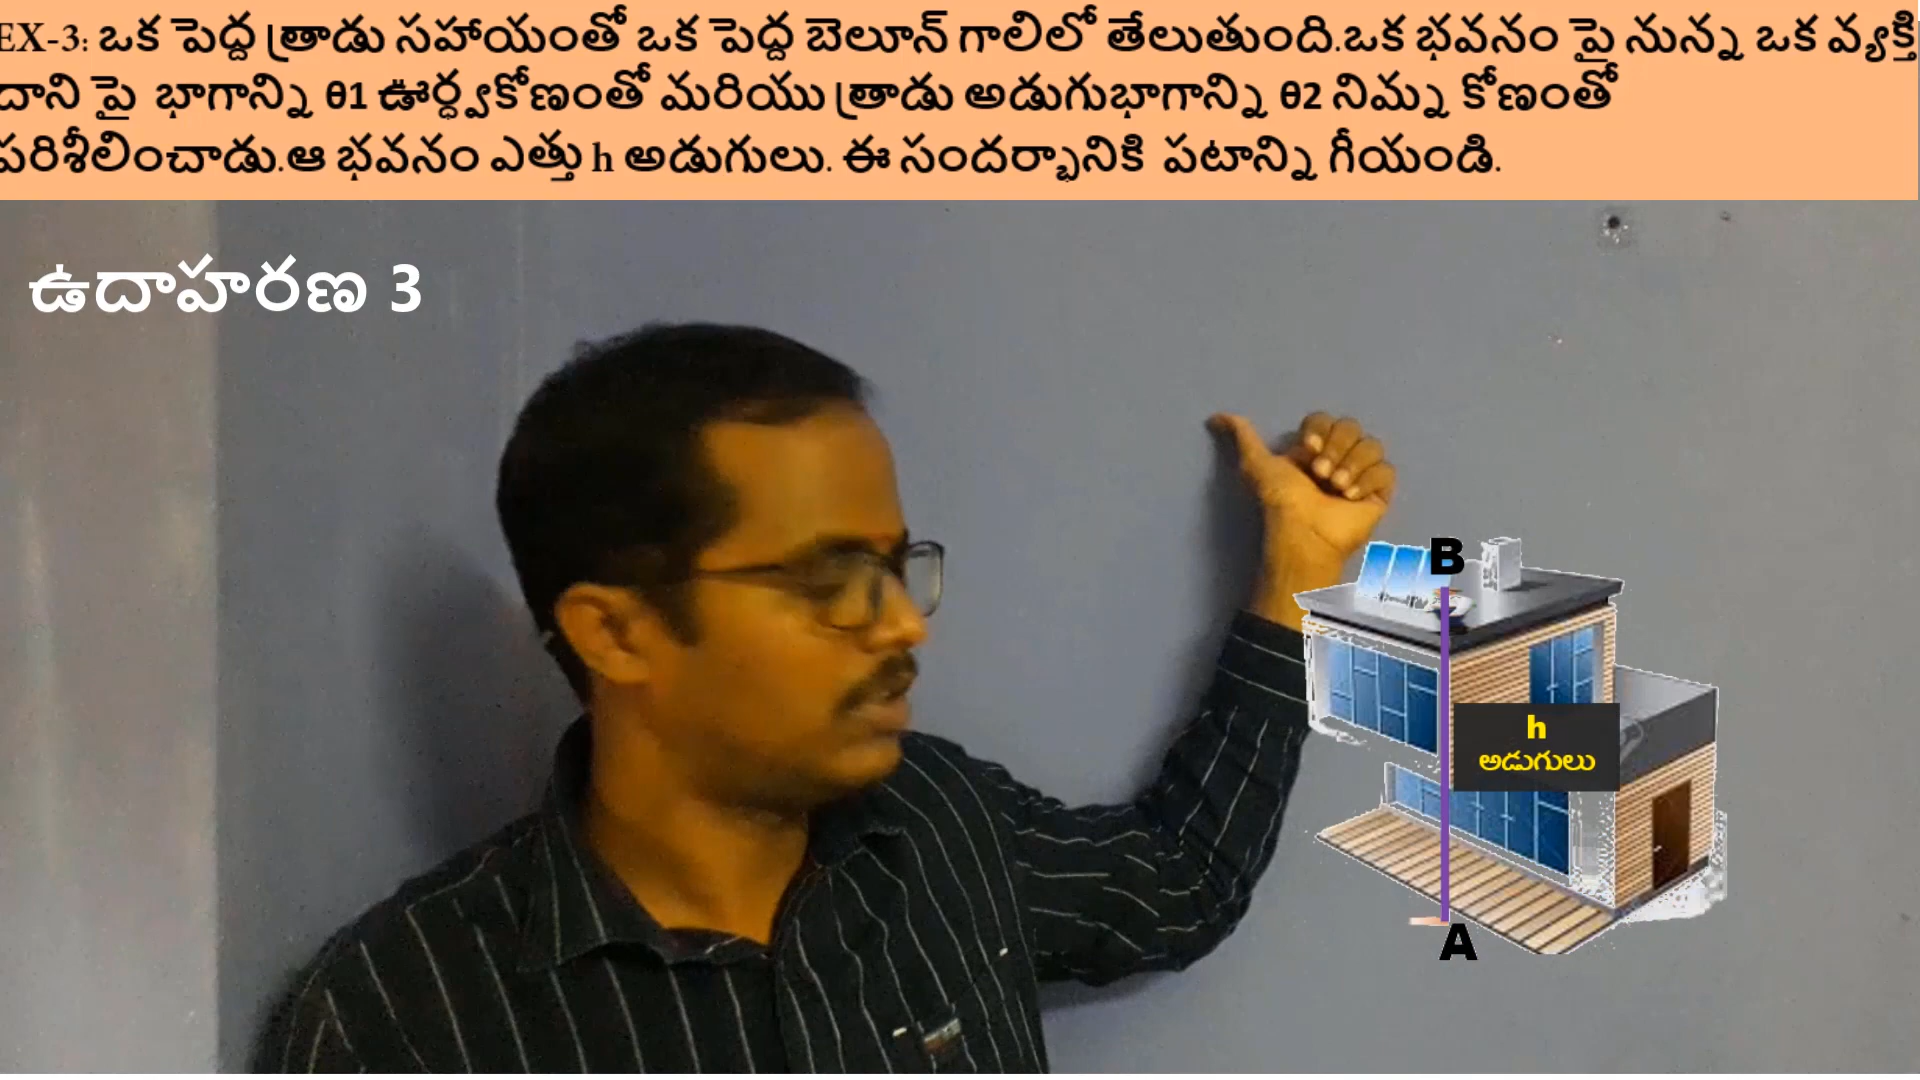 EX-3: ఒక పెద్ద త్రాడు సహాయంతో ఒక పెద్ద బెలూన్ గాలిలో తేలుతుంది.ఒక భవనం పై నున్న ఒక వ్యక్తి
దాని పై భాగాన్ని θ1 ఊర్ధ్వకోణంతో మరియు త్రాడు అడుగుభాగాన్ని θ2 నిమ్న కోణంతో
పరిశీలించాడు.ఆ భవనం ఎత్తు h అడుగులు. ఈ సందర్భానికి పటాన్ని గీయండి.
ఉదాహరణ 3
B
h
అడుగులు
A